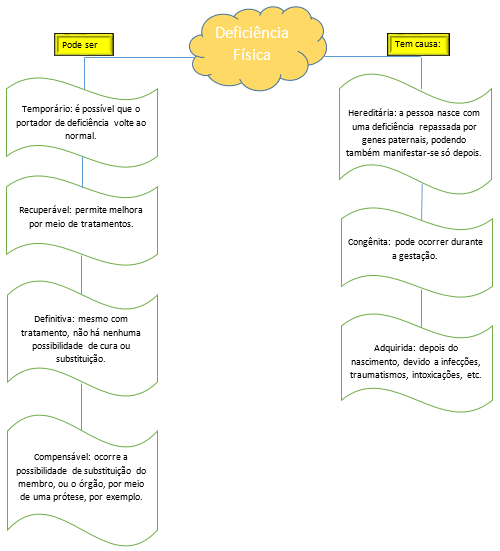 Deficiência
Física
Pode ser
Temporário: é possível que o
portador de deficiência volte ao
normal.
Recuperável: permite melhora
por meio de tratamentos.
Definitiva: mesmo com
tratamento, não há nenhuma
possibilidade de cura ou
substituição.
Compensável: ocorre a
possibilidade de substituição do
membro, ou o órgão, por meio
de uma prótese, por exemplo.
Tem causa:
Hereditária: a pessoa nasce com
uma deficiência repassada por
genes paternais, podendo
também manifestar-se só depois.
Congênita: pode ocorrer durante
a gestação.
Adquirida: depois do
nascimento, devido a infecções,
traumatismos, intoxicações, etc.